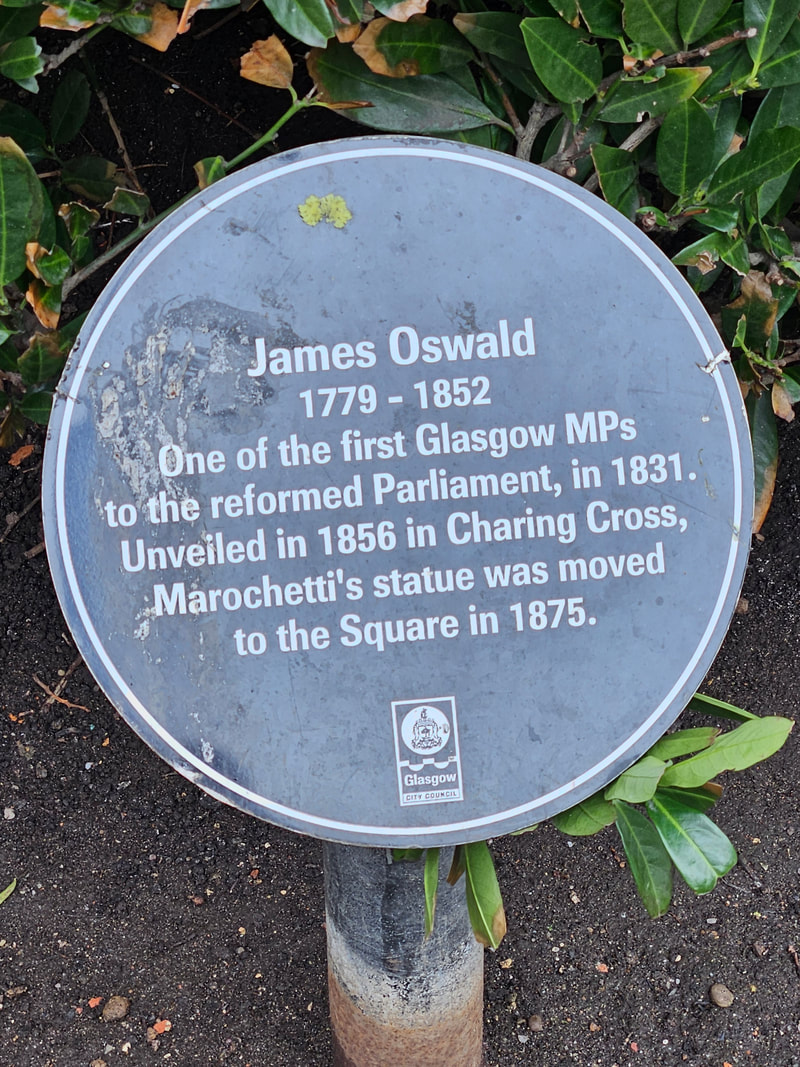 James Oswald
1779 - 1852
One of the first Glasgow MPs
to the reformed Parliament, in 1831.
Unveiled in 1856 in Charing Cross,
Marochetti's statue was moved
to the Square in 1875.
Glasgow
CITY COUNCIL